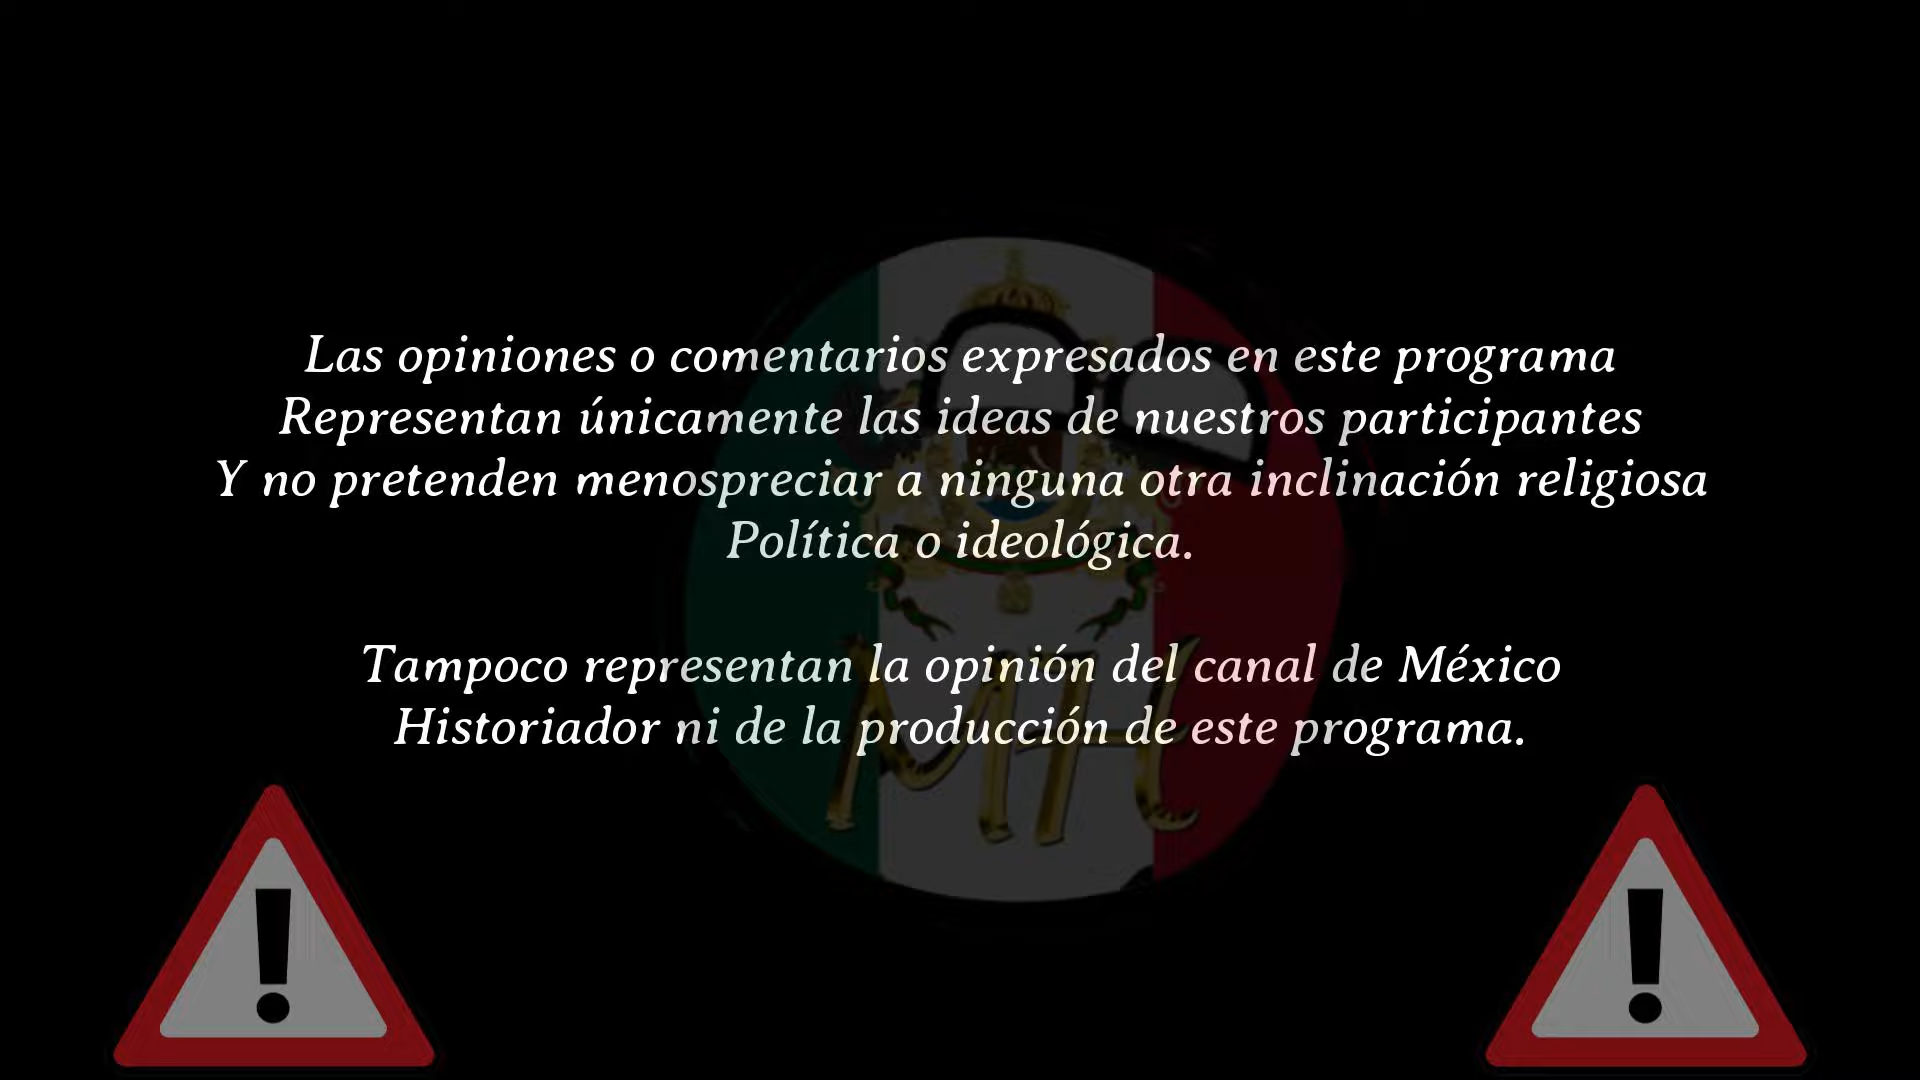 Las opiniones o comentarios expresados en este programa
Representan únicamente las ideas de nuestros participantes
Y no pretenden menospreciar a ninguna otra inclinación religiosa
Política o ideológica.
Tampoco representan la opinión del canal de México
Historiador ni de la producción de este programa.
MH